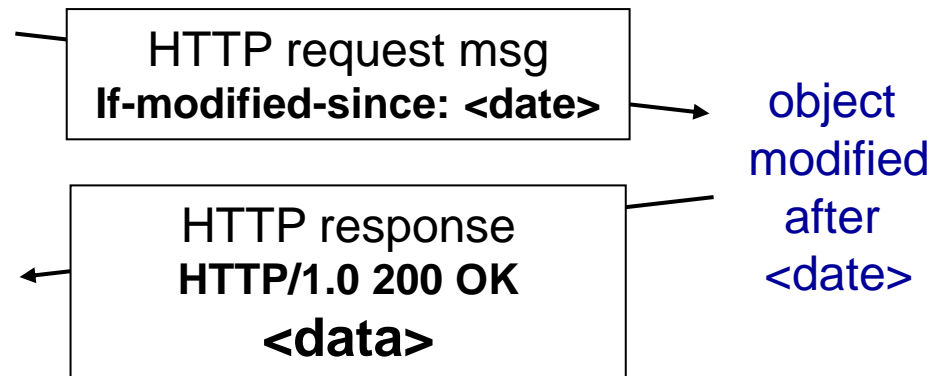 HTTP request msg
If-modified-since: <date>
object
modified
after
<date>
HTTP response
HTTP/1.0 200 OK
<data>